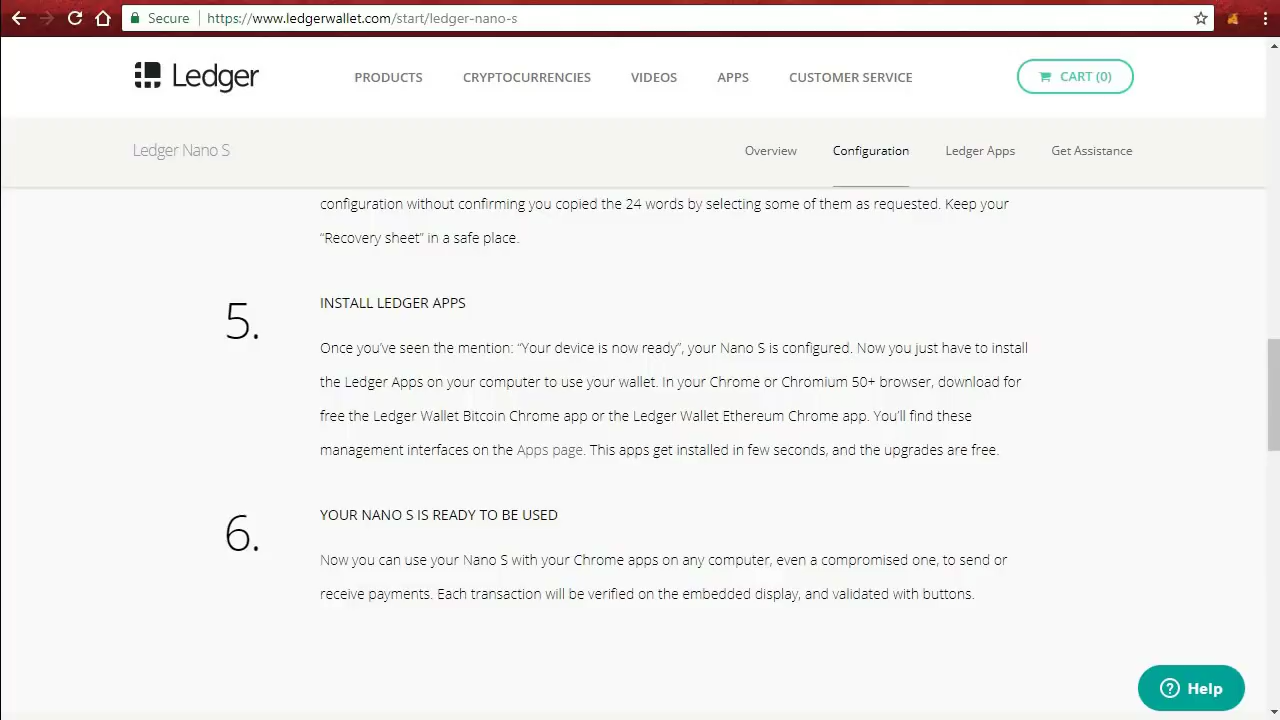 Secure https://www.ledgerwallet.com/start/ledger-nano-s
Ledger PRODUCTS CRYPTOCURRENCIES VIDEOS APPS CUSTOMER SERVICE CART (0)
Ledger Nano S Overview Configuration Ledger Apps Get Assistance
configuration without confirming you copied the 24 words by selecting some of them as requested. Keep your
“Recovery sheet” in a safe place.
5. INSTALL LEDGER APPS
Once you’ve seen the mention: “Your device is now ready”, your Nano S is configured. Now you just have to install
the Ledger Apps on your computer to use your wallet. In your Chrome or Chromium 50+ browser, download for
free the Ledger Wallet Bitcoin Chrome app or the Ledger Wallet Ethereum Chrome app. You’ll find these
management interfaces on the Apps page. This apps get installed in few seconds, and the upgrades are free.
6. YOUR NANO S IS READY TO BE USED
Now you can use your Nano S with your Chrome apps on any computer, even a compromised one, to send or
receive payments. Each transaction will be verified on the embedded display, and validated with buttons.
? Help